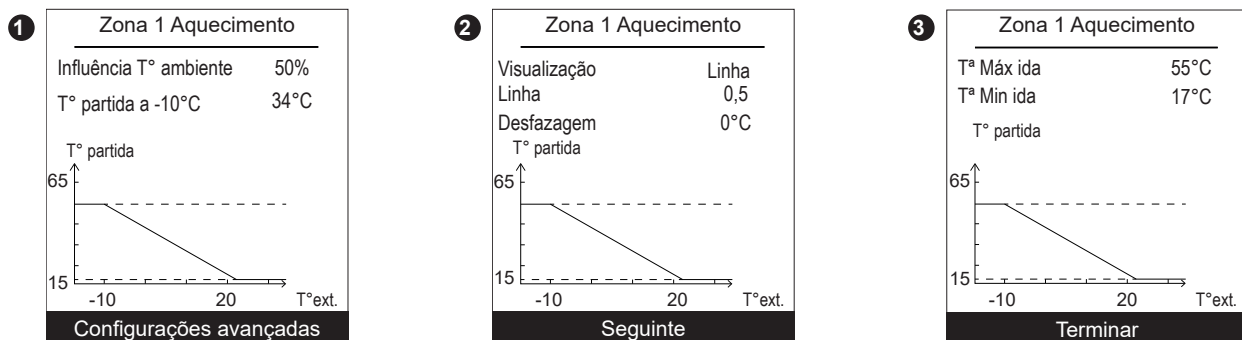 1
Zona 1 Aquecimento
Influência T° ambiente 50%
T° partida a -10°C 34°C
T° partida
65
15
-10 20 T°ext.
Configurações avançadas
2
Zona 1 Aquecimento
Visualização Linha
Linha 0,5
Desfazagem 0°C
T° partida
65
15
-10 20 T°ext.
Seguinte
3
Zona 1 Aquecimento
Tª Máx ida 55°C
Tª Min ida 17°C
T° partida
65
15
-10 20 T°ext.
Terminar